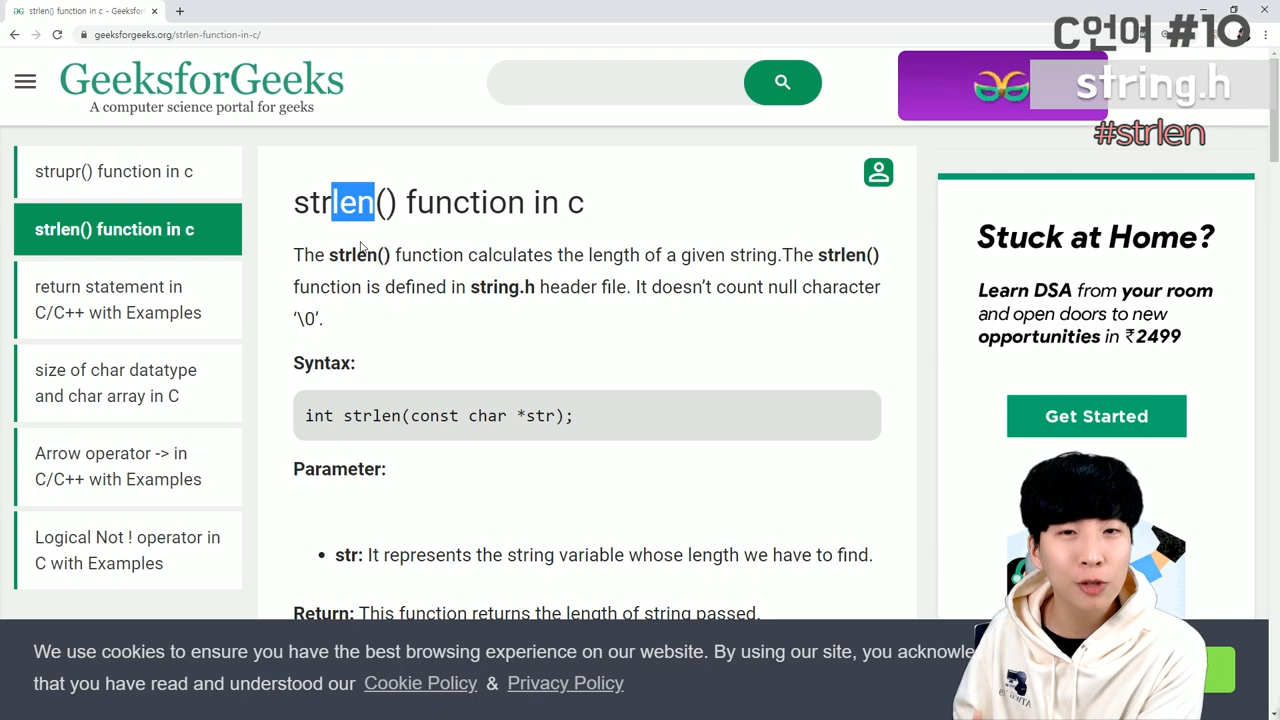 strlen() function in c - GeeksforG
geeksforgeeks.org/strlen-function-in-c/
C언어 #10
string.h
#strlen
GeeksforGeeks
A computer science portal for geeks
strupr() function in c
strlen() function in c
return statement in
C/C++ with Examples
size of char datatype
and char array in C
Arrow operator -> in
C/C++ with Examples
Logical Not ! operator in
C with Examples
strlen() function in c
The strlen() function calculates the length of a given string.The strlen()
function is defined in string.h header file. It doesn’t count null character
‘\0’.
Syntax:
int strlen(const char *str);
Parameter:
• str: It represents the string variable whose length we have to find.
Return: This function returns the length of string passed.
Stuck at Home?
Learn DSA from your room
and open doors to new
opportunities in ₹2499
Get Started
We use cookies to ensure you have the best browsing experience on our website. By using our site, you acknowle
that you have read and understood our Cookie Policy & Privacy Policy